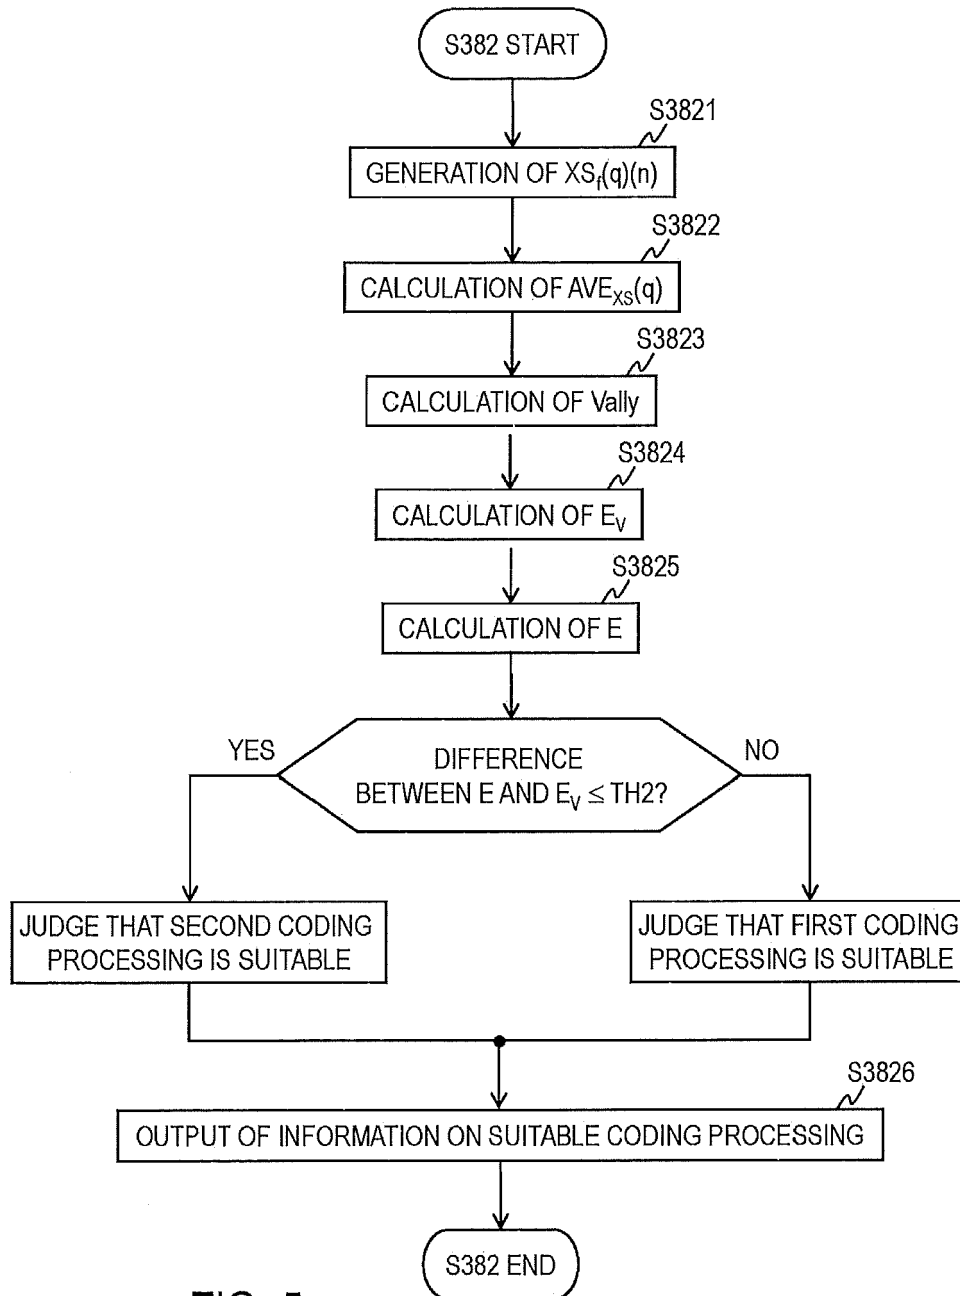 S382 START
S3821
GENERATION OF XSf(q)(n)
S3822
CALCULATION OF AVEXS(q)
S3823
CALCULATION OF Vally
S3824
CALCULATION OF EV
S3825
CALCULATION OF E
YES
DIFFERENCE
BETWEEN E AND EV ≤ TH2?
NO
JUDGE THAT SECOND CODING
PROCESSING IS SUITABLE
JUDGE THAT FIRST CODING
PROCESSING IS SUITABLE
S3826
OUTPUT OF INFORMATION ON SUITABLE CODING PROCESSING
S382 END